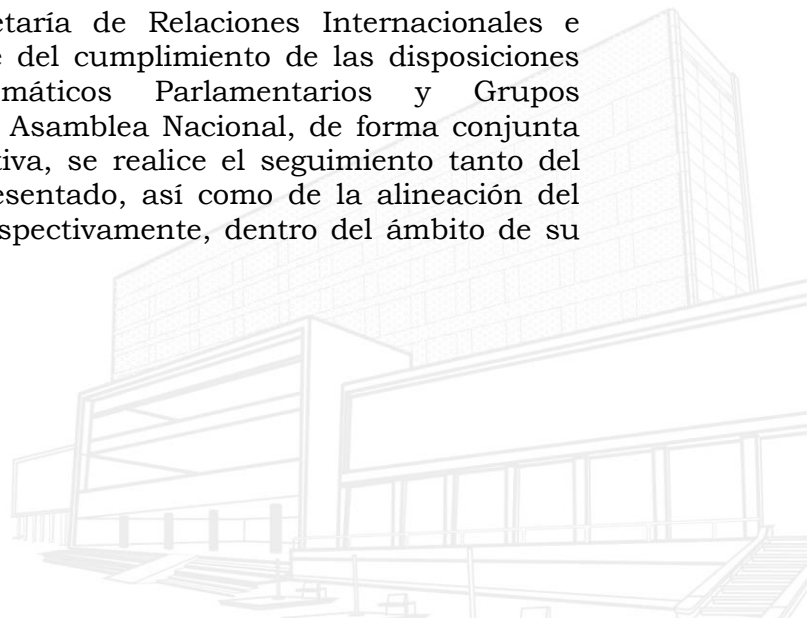 etaría de Relaciones Internacionales e
del cumplimiento de las disposiciones
máticos Parlamentarios y Grupos
Asamblea Nacional, de forma conjunta
tiva, se realice el seguimiento tanto del
esentado, así como de la alineación del
espectivamente, dentro del ámbito de su